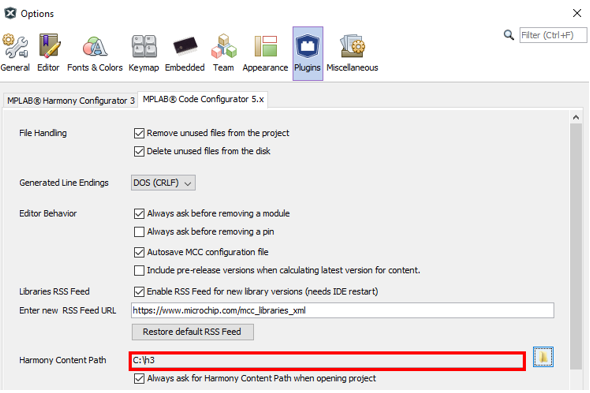 Options
Filter (Ctrl+F)
General Editor Fonts & Colors Keymap Embedded Team Appearance Plugins Miscellaneous
MPLAB® Harmony Configurator 3 MPLAB® Code Configurator 5.x
File Handling Remove unused files from the project
Delete unused files from the disk
Generated Line Endings DOS (CRLF)
Editor Behavior Always ask before removing a module
Always ask before removing a pin
Autosave MCC configuration file
Include pre-release versions when calculating latest version for content.
Libraries RSS Feed Enable RSS Feed for new library versions (needs IDE restart)
Enter new RSS Feed URL https://www.microchip.com/mcc_libraries_xml
Restore default RSS Feed
Harmony Content Path C:\h3
Always ask for Harmony Content Path when opening project